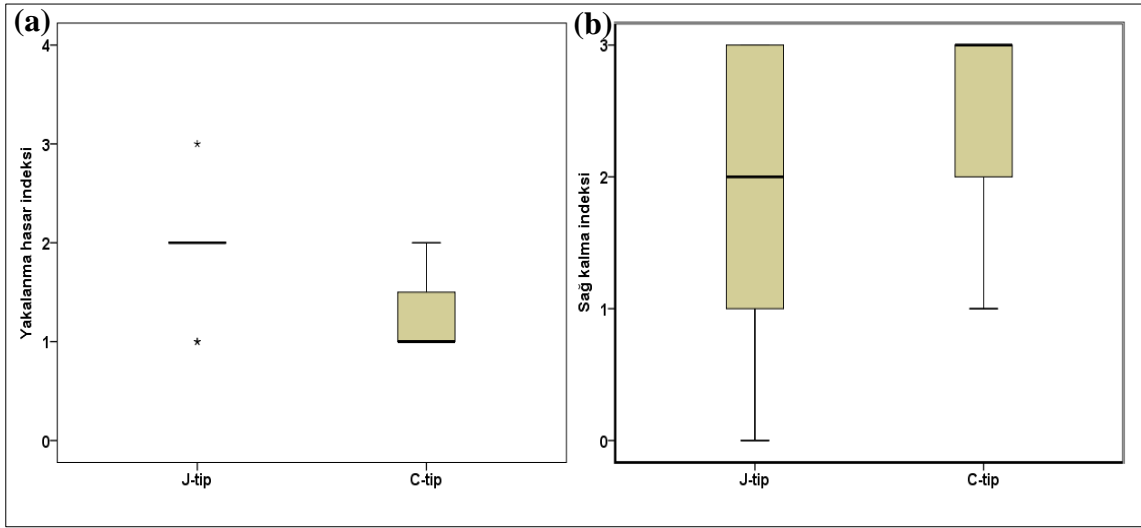 (a)
Yakalanma hasar indeksi
4
3
2
1
0
*
*
J-tip
C-tip
(b)
Sağ kalma indeksi
3
2
1
0
J-tip
C-tip